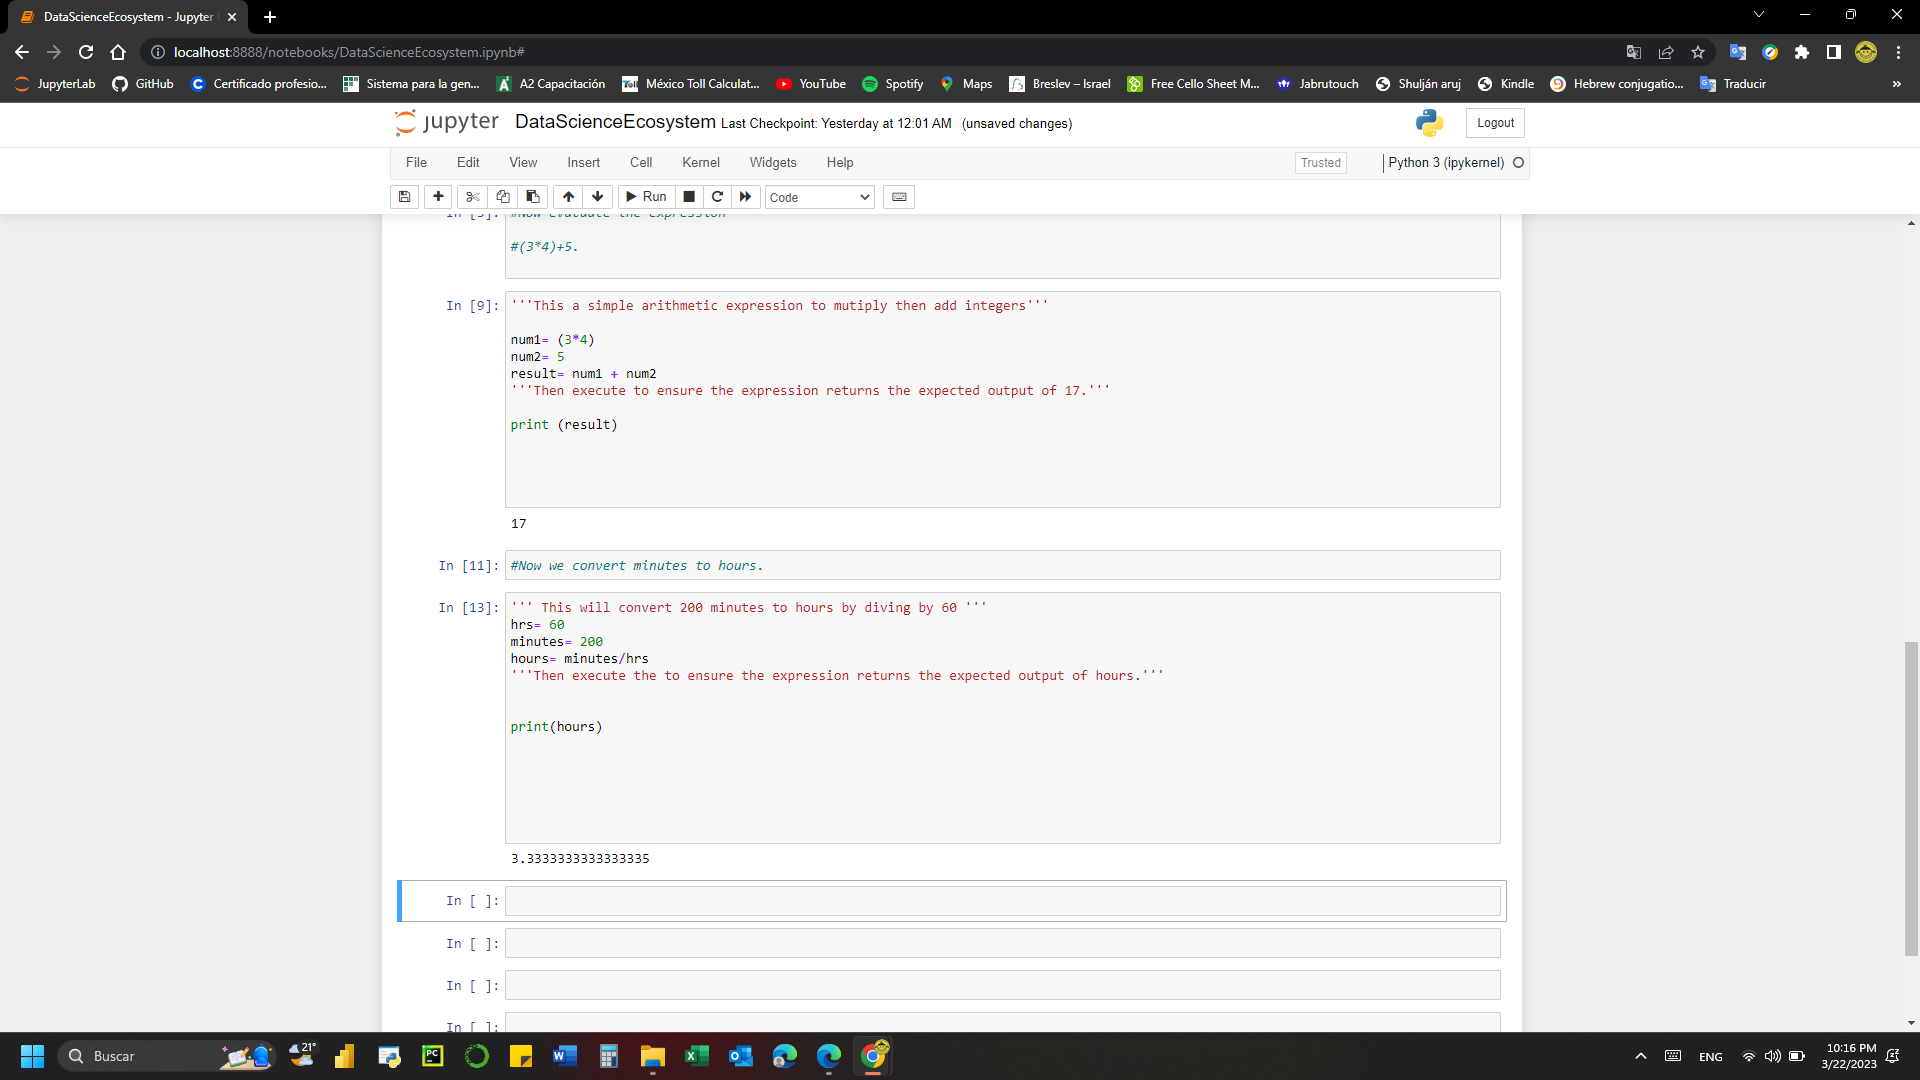 DataScienceEcosystem - Jupyter
localhost:8888/notebooks/DataScienceEcosystem.ipynb#
JupyterLab GitHub Certificado profesio... Sistema para la gen... A2 Capacitación México Toll Calculat... YouTube Spotify Maps Breslev – Israel Free Cello Sheet M... Jabrutouch Shulján aruj Kindle Hebrew conjugatio... Traducir »
jupyter DataScienceEcosystem Last Checkpoint: Yesterday at 12:01 AM (unsaved changes) Logout
File Edit View Insert Cell Kernel Widgets Help Trusted Python 3 (ipykernel)
Run Code
#Now evaluate the expression
#(3*4)+5.
In [9]: '''This a simple arithmetic expression to mutiply then add integers'''
num1= (3*4)
num2= 5
result= num1 + num2
'''Then execute to ensure the expression returns the expected output of 17.'''
print (result)
17
In [11]: #Now we convert minutes to hours.
In [13]: ''' This will convert 200 minutes to hours by diving by 60 '''
hrs= 60
minutes= 200
hours= minutes/hrs
'''Then execute the to ensure the expression returns the expected output of hours.'''
print(hours)
3.3333333333333335
In [ ]:
In [ ]:
In [ ]:
In [ ]:
Buscar 21° ENG 10:16 PM
3/22/2023